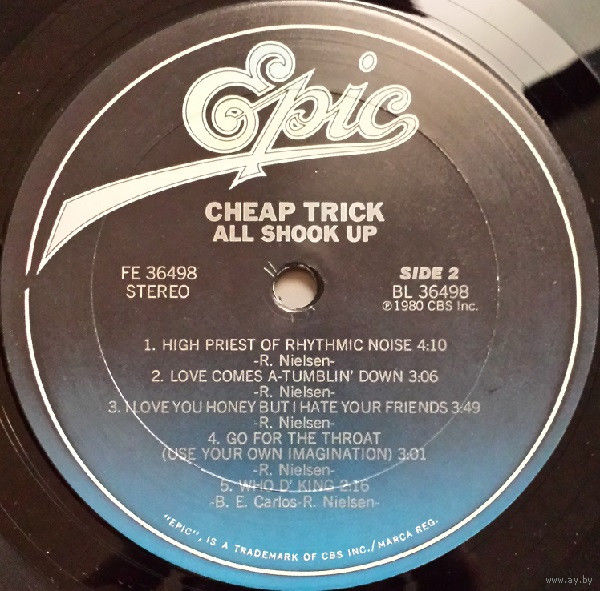 Epic
CHEAP TRICK
ALL SHOOK UP
FE 36498
STEREO
SIDE 2
BL 36498
℗1980 CBS Inc.
1. HIGH PRIEST OF RHYTHMIC NOISE 4:10
-R. Nielsen-
2. LOVE COMES A-TUMBLIN' DOWN 3:06
-R. Nielsen-
3. I LOVE YOU HONEY BUT I HATE YOUR FRIENDS 3:49
-R. Nielsen-
4. GO FOR THE THROAT
(USE YOUR OWN IMAGINATION) 3:01
-R. Nielsen-
5. WHO D' KING 2:16
-B. E. Carlos-R. Nielsen-
"EPIC", IS A TRADEMARK OF CBS INC./MARCA REG.
www.ay.by